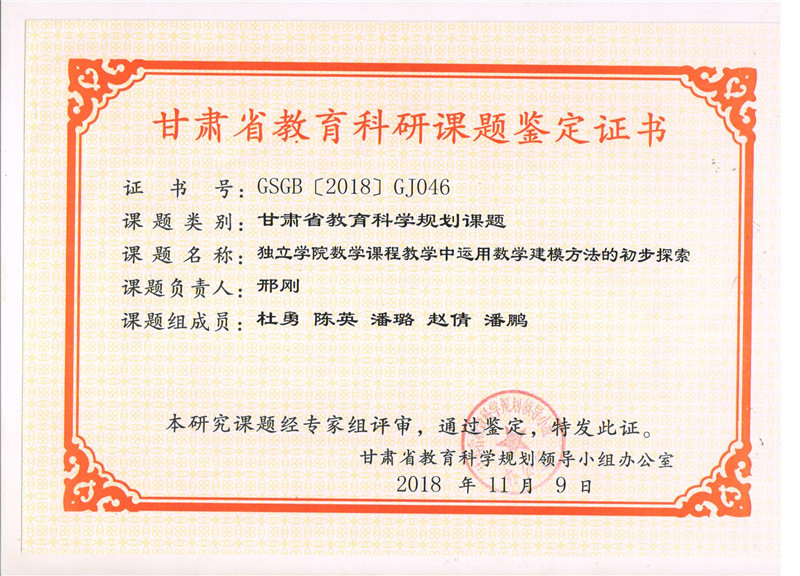 甘肃省教育科研课题鉴定证书
证书号：GSGB〔2018〕GJ046
课题类别：甘肃省教育科学规划课题
课题名称：独立学院数学课程教学中运用数学建模方法的初步探索
课题负责人：邢刚
课题组成员：杜勇 陈英 潘璐 赵倩 潘鹏
本研究课题经专家组评审，通过鉴定，特发此证。
甘肃省教育科学规划领导小组办公室
2018 年 11 月 9 日